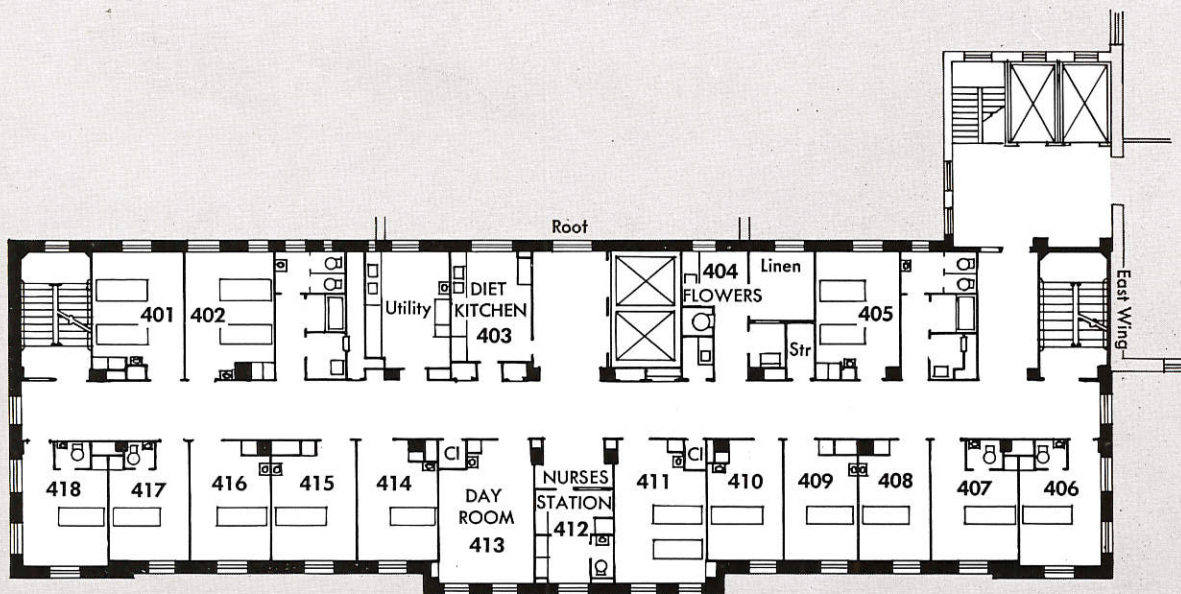 Root
401
402
Utility
DIET
KITCHEN
403
404
FLOWERS
Linen
Str
405
East Wing
418
417
416
415
414
Cl
DAY
ROOM
413
NURSES
STATION
412
411
Cl
410
409
408
407
406